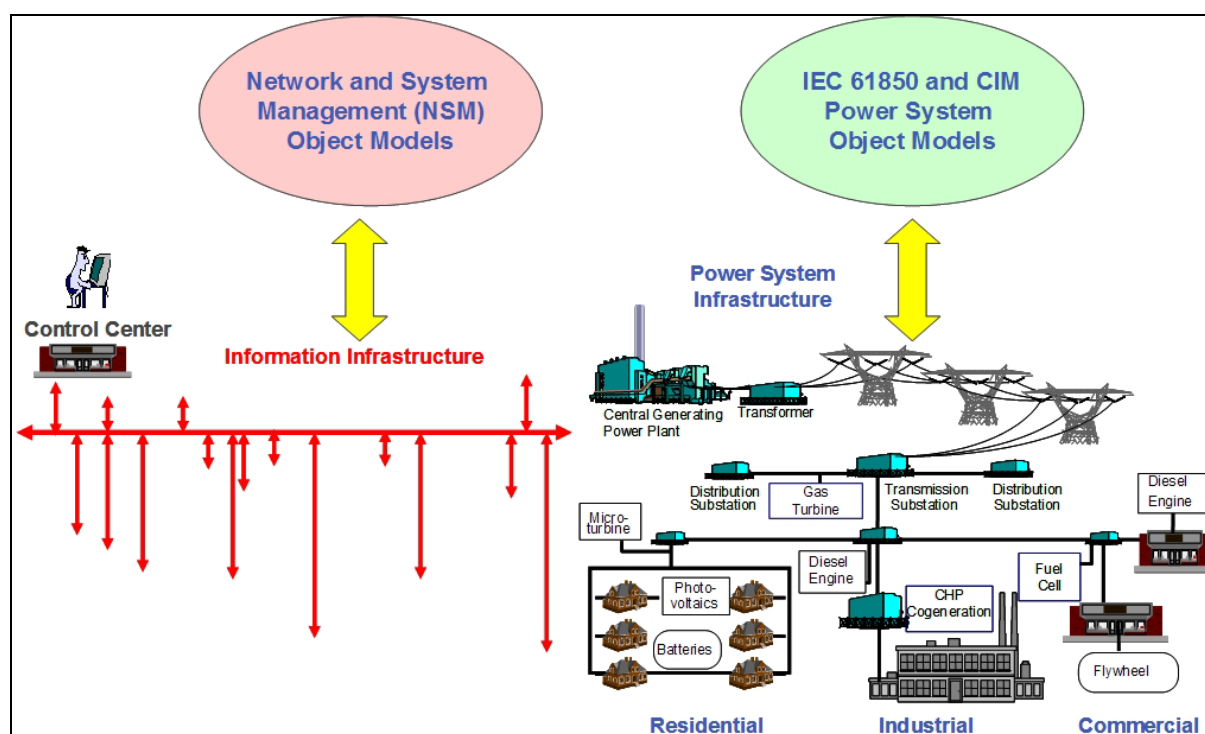 Network and System
Management (NSM)
Object Models
IEC 61850 and CIM
Power System
Object Models
Power System
Infrastructure
Control Center
Information Infrastructure
Central Generating
Power Plant
Transformer
Distribution
Substation
Gas
Turbine
Transmission
Substation
Distribution
Substation
Diesel
Engine
Micro-
turbine
Photo-
voltaics
Batteries
Diesel
Engine
CHP
Cogeneration
Fuel
Cell
Flywheel
Residential
Industrial
Commercial